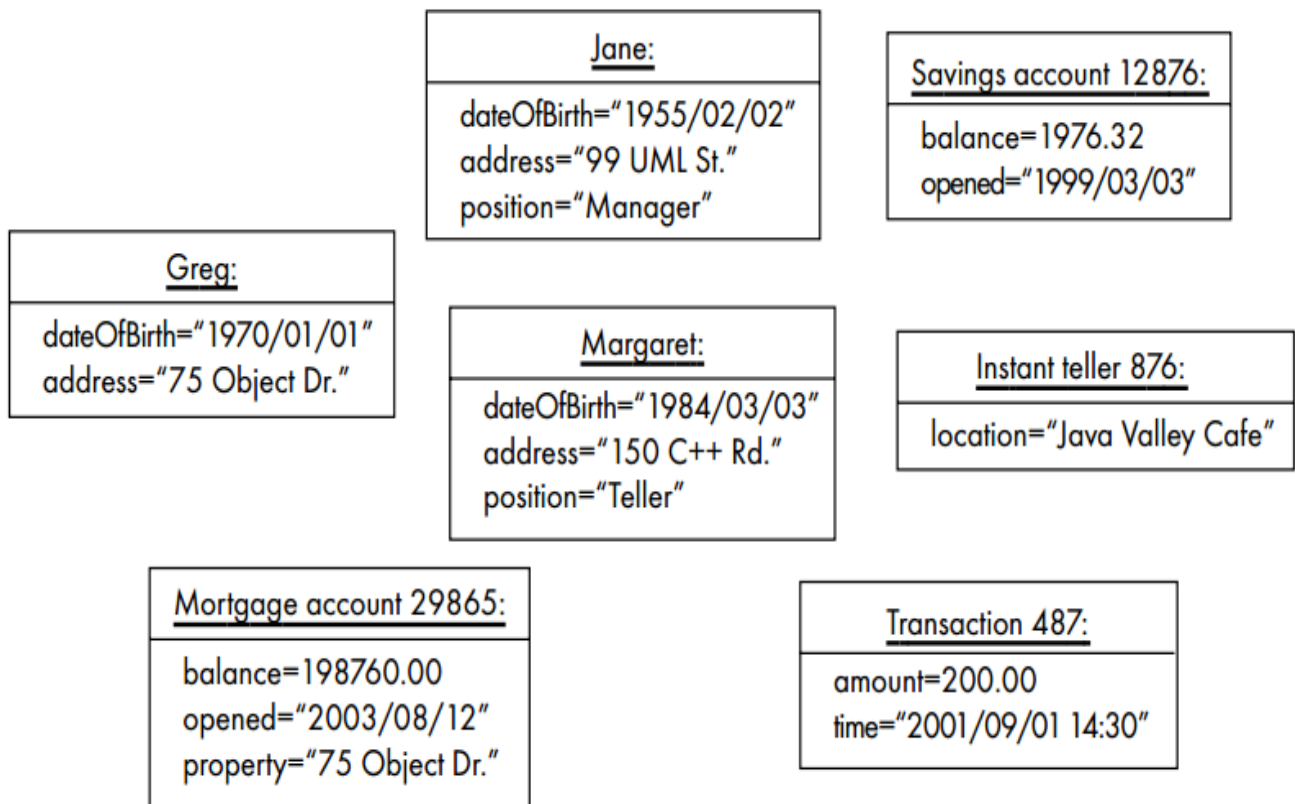 Jane:
dateOfBirth=“1955/02/02”
address=“99 UML St.”
position=“Manager”
Savings account 12876:
balance=1976.32
opened=“1999/03/03”
Greg:
dateOfBirth=“1970/01/01”
address=“75 Object Dr.”
Margaret:
dateOfBirth=“1984/03/03”
address=“150 C++ Rd.”
position=“Teller”
Instant teller 876:
location=“Java Valley Cafe”
Mortgage account 29865:
balance=198760.00
opened=“2003/08/12”
property=“75 Object Dr.”
Transaction 487:
amount=200.00
time=“2001/09/01 14:30”